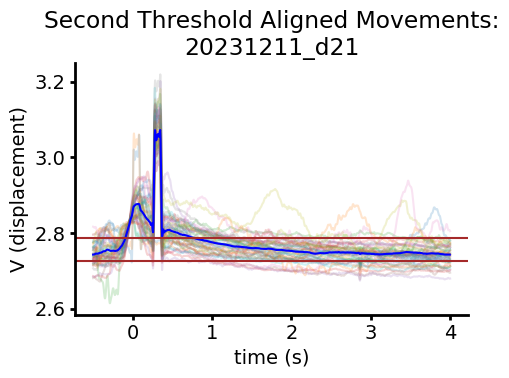 Second Threshold Aligned Movements:
20231211_d21
V (displacement)
3.2
3.0
2.8
2.6
0 1 2 3 4
time (s)